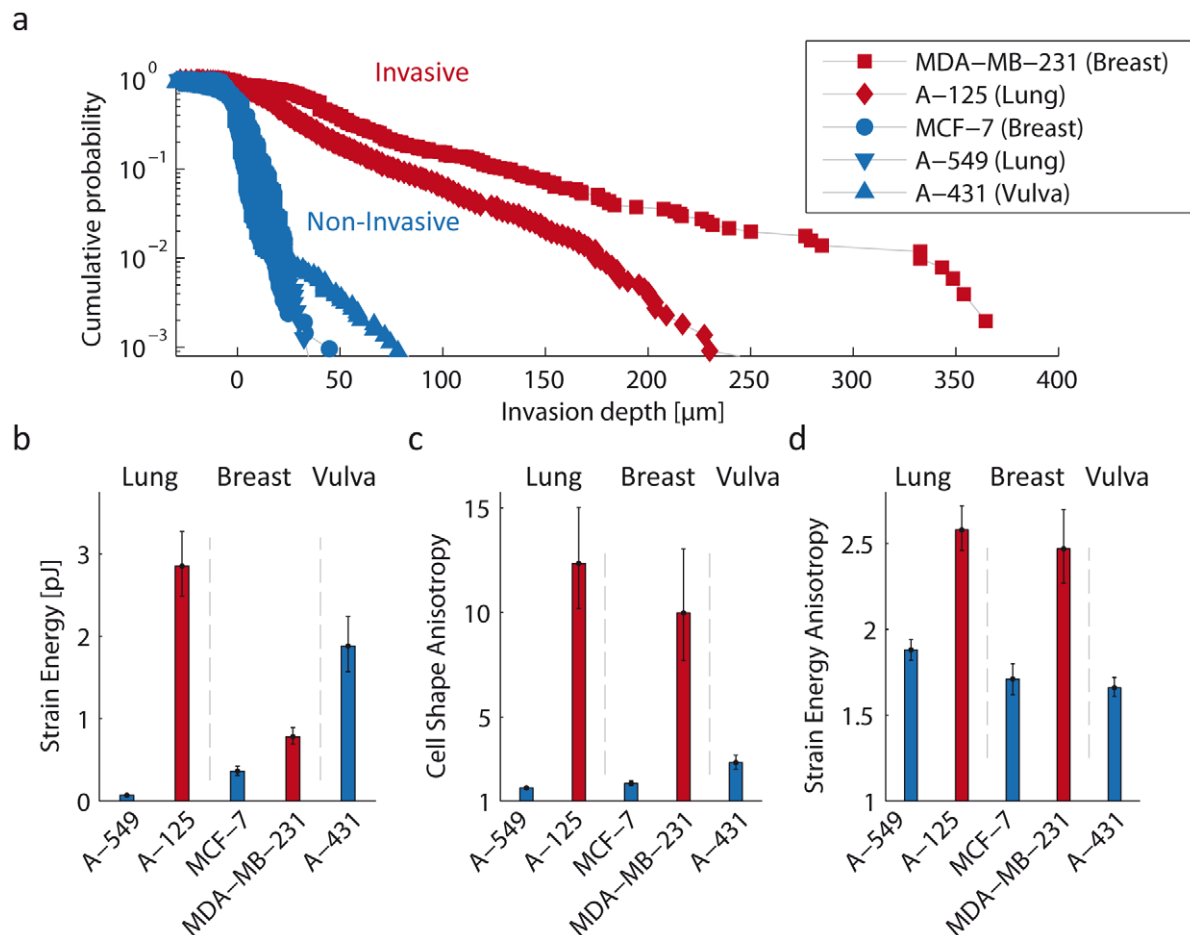 a
Invasive
Non-Invasive
MDA−MB−231 (Breast)
A−125 (Lung)
MCF−7 (Breast)
A−549 (Lung)
A−431 (Vulva)
Cumulative probability
10⁰
10⁻¹
10⁻²
10⁻³
0 50 100 150 200 250 300 350 400
Invasion depth [µm]
b
Lung Breast Vulva
Strain Energy [pJ]
3
2
1
0
A−549 A−125 MCF−7 MDA−MB−231 A−431
c
Lung Breast Vulva
Cell Shape Anisotropy
15
10
5
1
A−549 A−125 MCF−7 MDA−MB−231 A−431
d
Lung Breast Vulva
Strain Energy Anisotropy
2.5
2
1.5
1
A−549 A−125 MCF−7 MDA−MB−231 A−431